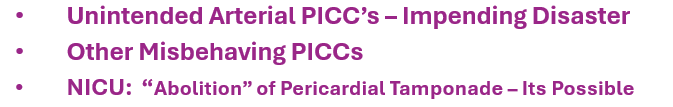 • Unintended Arterial PICC’s – Impending Disaster
• Other Misbehaving PICCs
• NICU: “Abolition” of Pericardial Tamponade – Its Possible